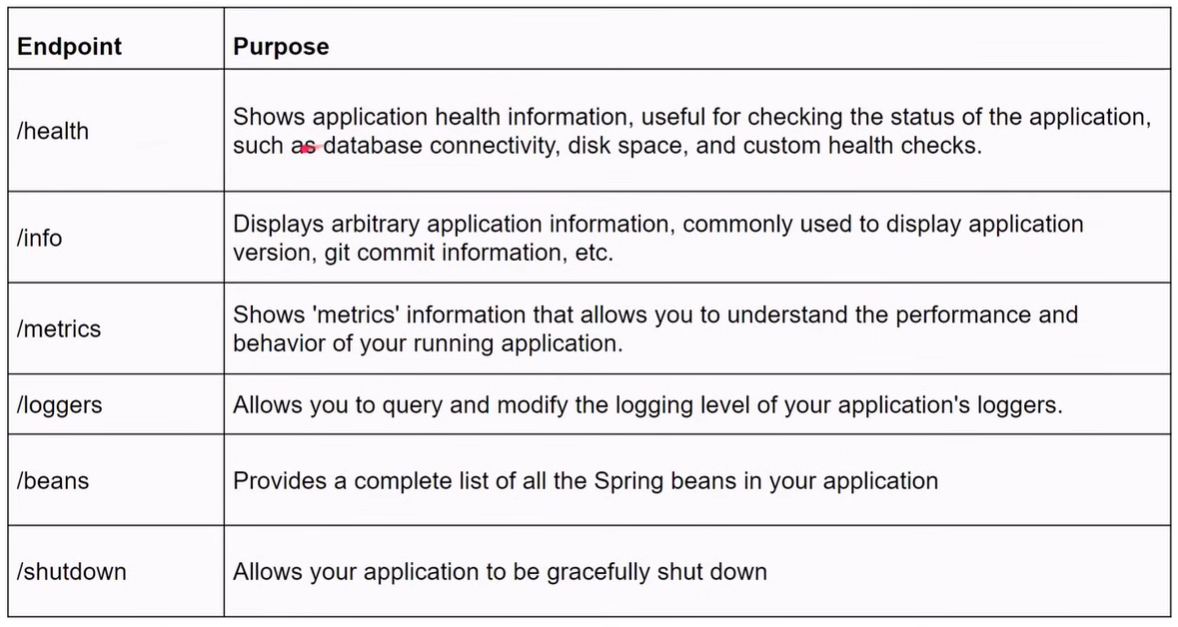 Endpoint Purpose
/health
Shows application health information, useful for checking the status of the application,
such as database connectivity, disk space, and custom health checks.
/info
Displays arbitrary application information, commonly used to display application
version, git commit information, etc.
/metrics
Shows 'metrics' information that allows you to understand the performance and
behavior of your running application.
/loggers Allows you to query and modify the logging level of your application's loggers.
/beans Provides a complete list of all the Spring beans in your application
/shutdown Allows your application to be gracefully shut down